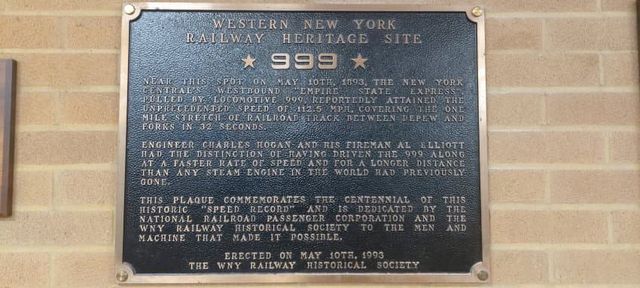 WESTERN NEW YORK
RAILWAY HERITAGE SITE
★ 999 ★
NEAR THIS SPOT ON MAY 10TH, 1893, THE NEW YORK
CENTRAL'S WESTBOUND "EMPIRE STATE EXPRESS"
PULLED BY LOCOMOTIVE 999, REPORTEDLY ATTAINED THE
UNPRECEDENTED SPEED OF 112.5 MPH, COVERING THE ONE
MILE STRETCH OF RAILROAD TRACK BETWEEN DEPEW AND
FORKS IN 32 SECONDS.
ENGINEER CHARLES HOGAN AND HIS FIREMAN AL ELLIOTT
HAD THE DISTINCTION OF HAVING DRIVEN THE 999 ALONG
AT A FASTER RATE OF SPEED AND FOR A LONGER DISTANCE
THAN ANY STEAM ENGINE IN THE WORLD HAD PREVIOUSLY
GONE.
THIS PLAQUE COMMEMORATES THE CENTENNIAL OF THIS
HISTORIC "SPEED RECORD" AND IS DEDICATED BY THE
NATIONAL RAILROAD PASSENGER CORPORATION AND THE
WNY RAILWAY HISTORICAL SOCIETY TO THE MEN AND
MACHINE THAT MADE IT POSSIBLE.
ERECTED ON MAY 10TH, 1993
THE WNY RAILWAY HISTORICAL SOCIETY